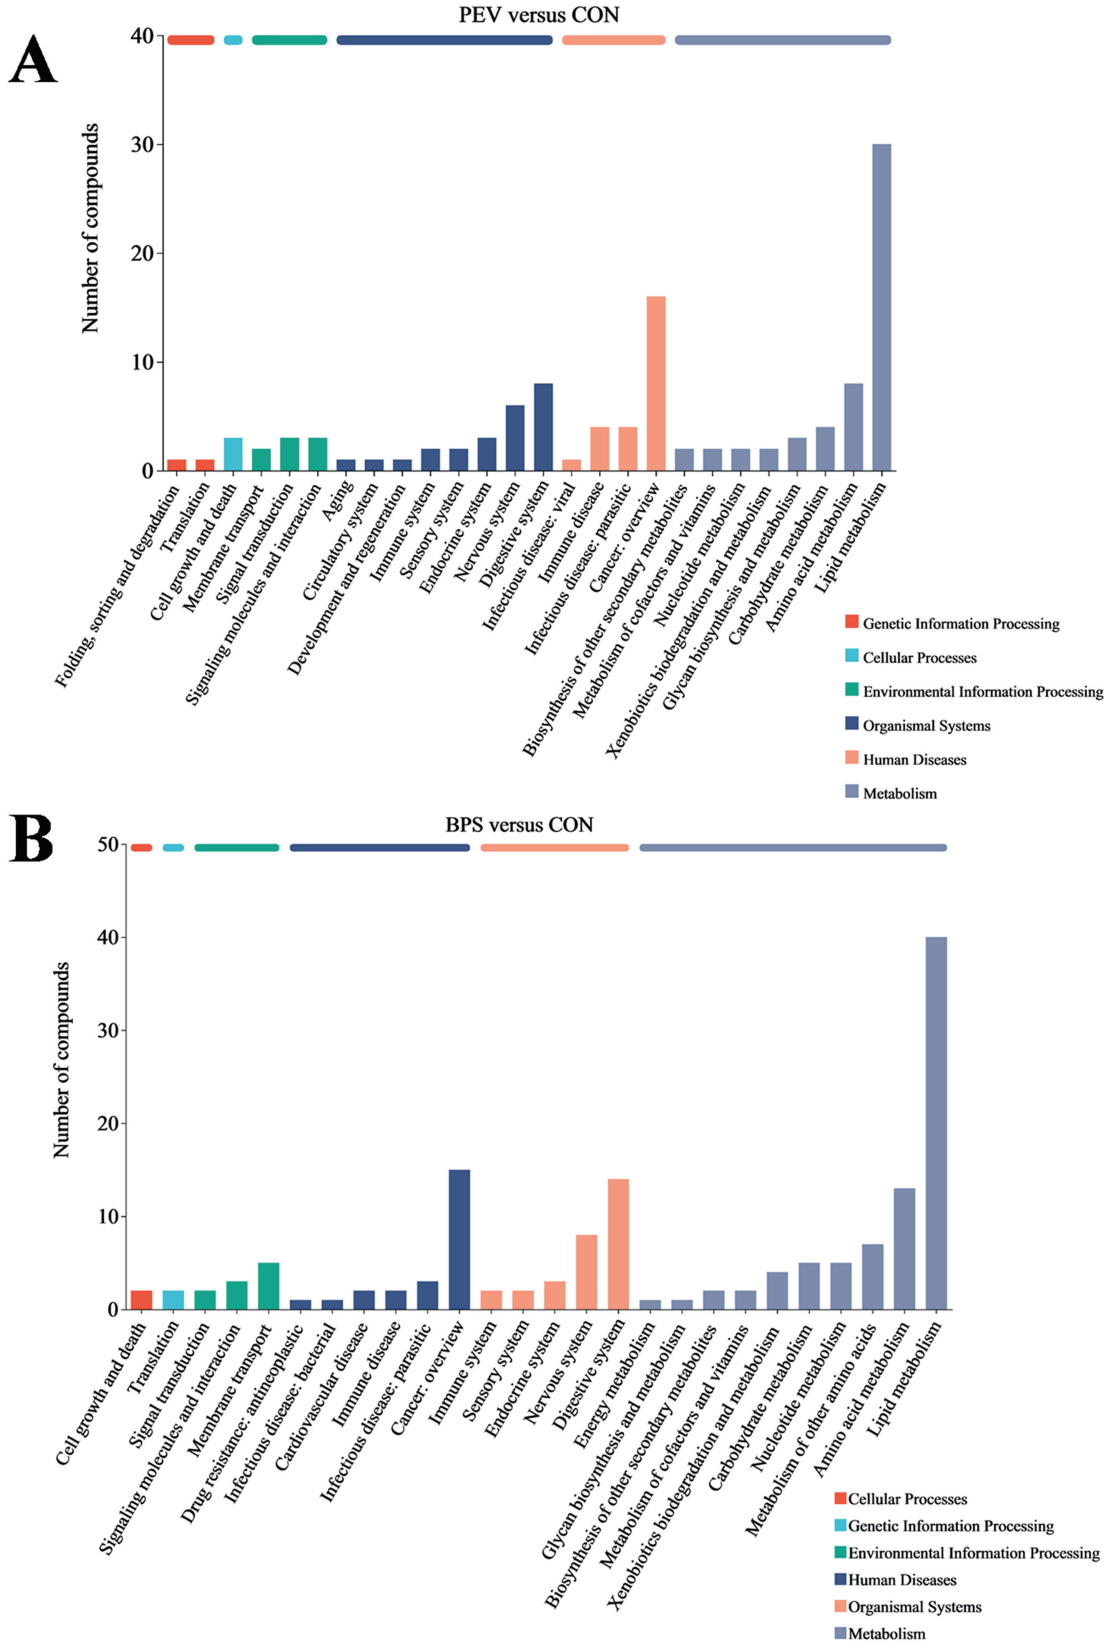 A
PEV versus CON
Number of compounds
40
30
20
10
0
Folding, sorting and degradation
Translation
Cell growth and death
Membrane transport
Signal transduction
Signaling molecules and interaction
Aging
Circulatory system
Development and regeneration
Immune system
Sensory system
Endocrine system
Nervous system
Digestive system
Infectious disease: viral
Immune disease
Infectious disease: parasitic
Cancer: overview
Biosynthesis of other secondary metabolites
Metabolism of cofactors and vitamins
Nucleotide metabolism
Xenobiotics biodegradation and metabolism
Glycan biosynthesis and metabolism
Carbohydrate metabolism
Amino acid metabolism
Lipid metabolism
Genetic Information Processing
Cellular Processes
Environmental Information Processing
Organismal Systems
Human Diseases
Metabolism
B
BPS versus CON
Number of compounds
50
40
30
20
10
0
Cell growth and death
Translation
Signal transduction
Signaling molecules and interaction
Membrane transport
Drug resistance: antineoplastic
Infectious disease: bacterial
Cardiovascular disease
Immune disease
Infectious disease: parasitic
Cancer: overview
Immune system
Sensory system
Endocrine system
Nervous system
Digestive system
Energy metabolism
Glycan biosynthesis and metabolism
Biosynthesis of other secondary metabolites
Metabolism of cofactors and vitamins
Xenobiotics biodegradation and metabolism
Carbohydrate metabolism
Nucleotide metabolism
Metabolism of other amino acids
Amino acid metabolism
Lipid metabolism
Cellular Processes
Genetic Information Processing
Environmental Information Processing
Human Diseases
Organismal Systems
Metabolism